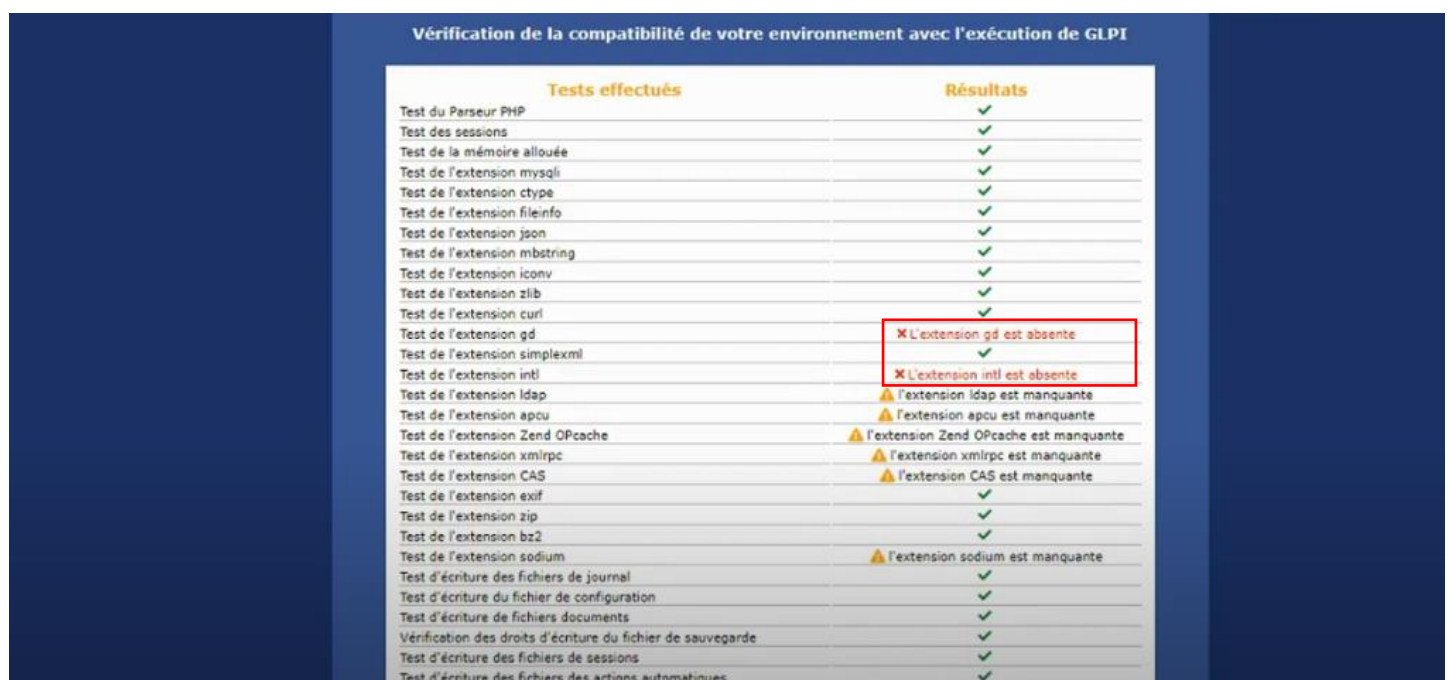 Vérification de la compatibilité de votre environnement avec l'exécution de GLPI
Tests effectués Résultats
Test du Parseur PHP
Test des sessions
Test de la mémoire allouée
Test de l'extension mysqli
Test de l'extension ctype
Test de l'extension fileinfo
Test de l'extension json
Test de l'extension mbstring
Test de l'extension iconv
Test de l'extension zlib
Test de l'extension curl
Test de l'extension gd L'extension gd est absente
Test de l'extension simplexml
Test de l'extension intl L'extension intl est absente
Test de l'extension ldap l'extension ldap est manquante
Test de l'extension apcu l'extension apcu est manquante
Test de l'extension Zend OPcache l'extension Zend OPcache est manquante
Test de l'extension xmlrpc l'extension xmlrpc est manquante
Test de l'extension CAS l'extension CAS est manquante
Test de l'extension exif
Test de l'extension zip
Test de l'extension bz2
Test de l'extension sodium l'extension sodium est manquante
Test d'écriture des fichiers de journal
Test d'écriture du fichier de configuration
Test d'écriture de fichiers documents
Vérification des droits d'écriture du fichier de sauvegarde
Test d'écriture des fichiers de sessions
Test d'écriture des fichiers des actions automatiques